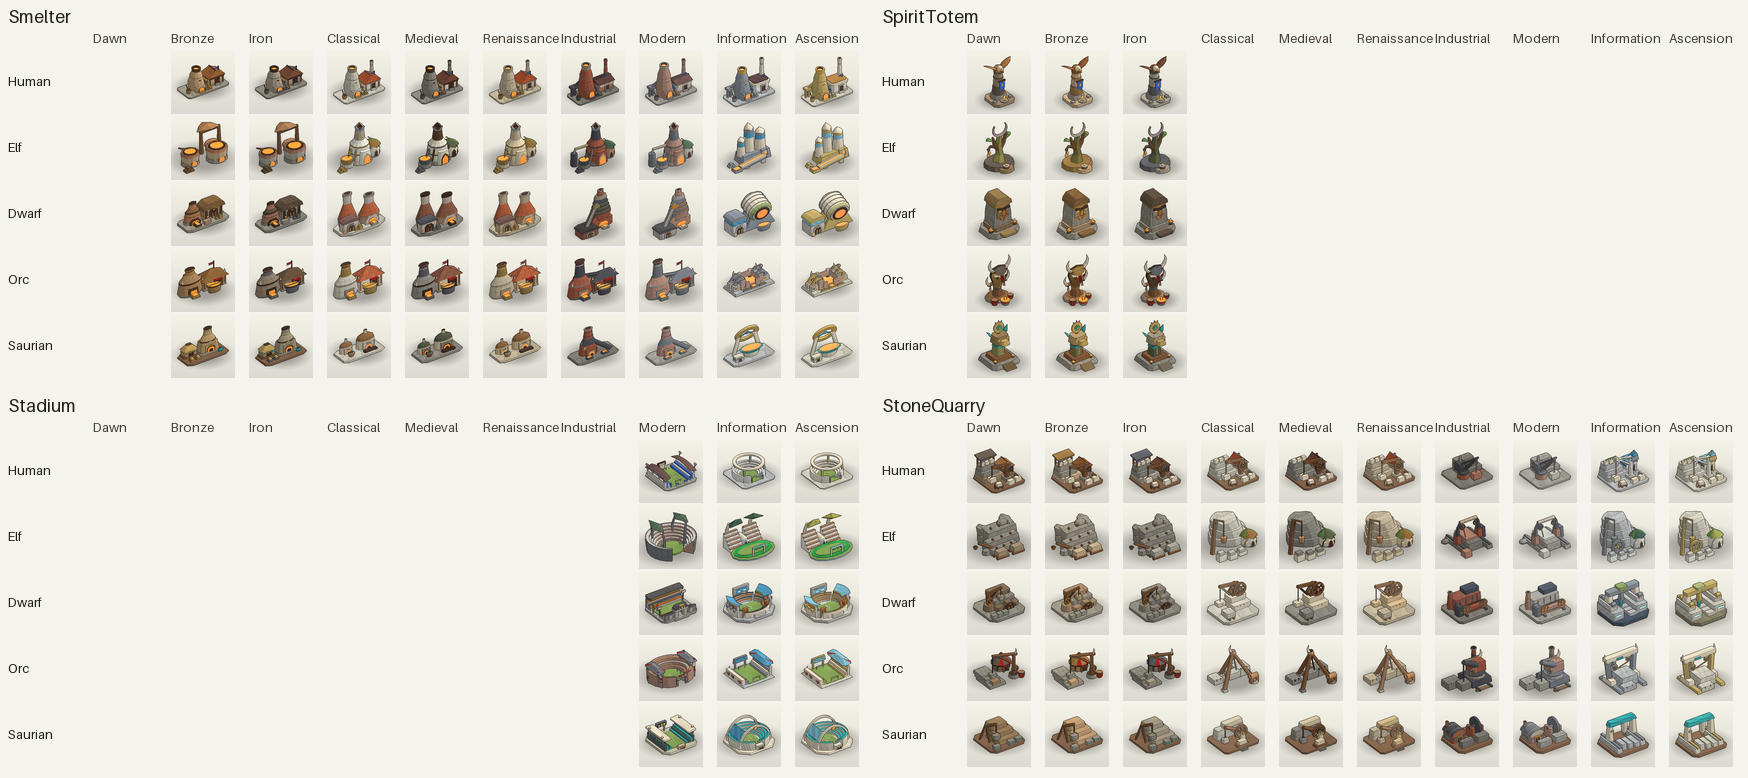 Smelter
Dawn Bronze Iron Classical Medieval Renaissance Industrial Modern Information Ascension
Human
Elf
Dwarf
Orc
Saurian
SpiritTotem
Dawn Bronze Iron Classical Medieval Renaissance Industrial Modern Information Ascension
Human
Elf
Dwarf
Orc
Saurian
Stadium
Dawn Bronze Iron Classical Medieval Renaissance Industrial Modern Information Ascension
Human
Elf
Dwarf
Orc
Saurian
StoneQuarry
Dawn Bronze Iron Classical Medieval Renaissance Industrial Modern Information Ascension
Human
Elf
Dwarf
Orc
Saurian